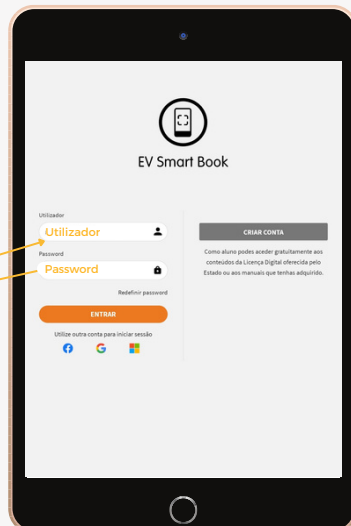 EV Smart Book
Utilizador
Utilizador
Password
Password
Redefinir password
ENTRAR
Utilize outra conta para iniciar sessão
CRIAR CONTA
Como aluno podes aceder gratuitamente aos
conteúdos da Licença Digital oferecida pelo
Estado ou aos manuais que tenhas adquirido.